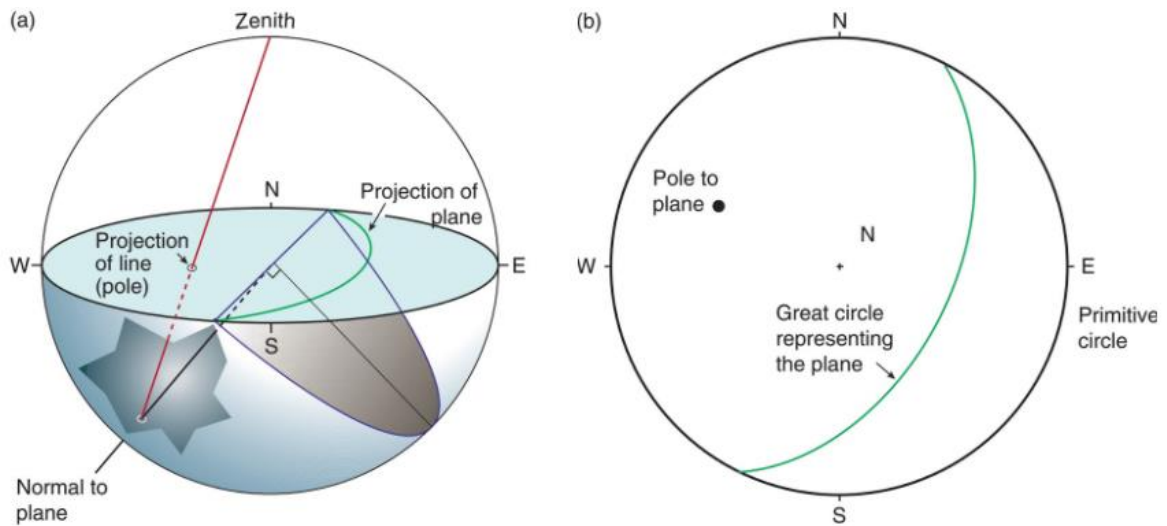 (a)
Zenith
N
Projection of
plane
Projection
of line
(pole)
W
E
S
Normal to
plane
(b)
N
Pole to
plane
N
W
E
Great circle
representing
the plane
Primitive
circle
S